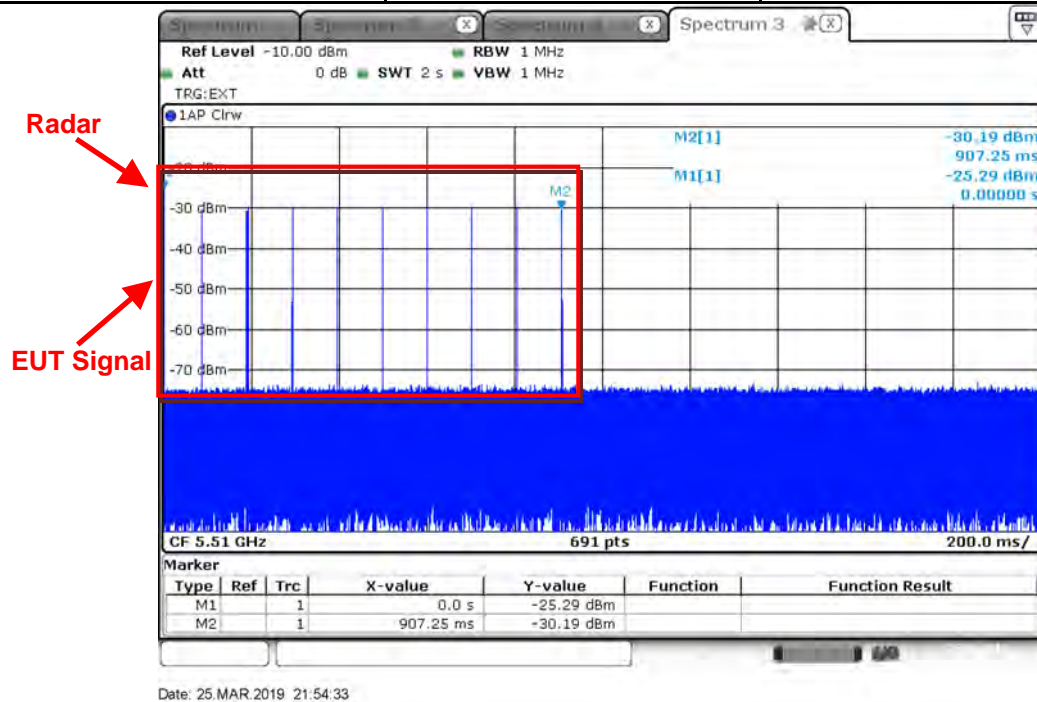 Spectrum 3
Ref Level -10.00 dBm RBW 1 MHz
Att 0 dB SWT 2 s VBW 1 MHz
TRG:EXT
1AP Clrw
Radar
M2[1] -30.19 dBm
907.25 ms
M1[1] -25.29 dBm
0.00000 s
M2
-30 dBm
-40 dBm
-50 dBm
-60 dBm
EUT Signal
-70 dBm
CF 5.51 GHz 691 pts 200.0 ms/
Marker
Type Ref Trc X-value Y-value Function Function Result
M1 1 0.0 s -25.29 dBm
M2 1 907.25 ms -30.19 dBm
Date: 25.MAR.2019 21:54:33